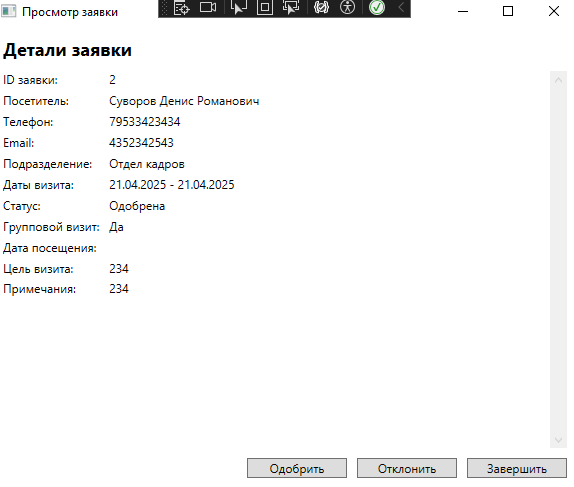 Просмотр заявки
Детали заявки
ID заявки: 2
Посетитель: Суворов Денис Романович
Телефон: 79533423434
Email: 4352342543
Подразделение: Отдел кадров
Даты визита: 21.04.2025 - 21.04.2025
Статус: Одобрена
Групповой визит: Да
Дата посещения:
Цель визита: 234
Примечания: 234
Одобрить Отклонить Завершить